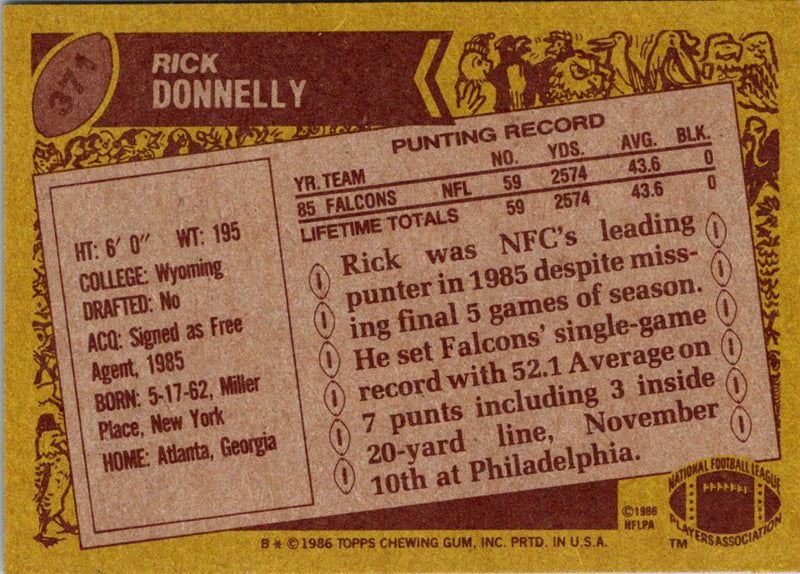 371
RICK
DONNELLY
PUNTING RECORD
YR. TEAM NO. YDS. AVG. BLK.
85 FALCONS NFL 59 2574 43.6 0
LIFETIME TOTALS 59 2574 43.6 0
HT: 6' 0" WT: 195
COLLEGE: Wyoming
DRAFTED: No
ACQ: Signed as Free
Agent, 1985
BORN: 5-17-62, Miller
Place, New York
HOME: Atlanta, Georgia
Rick was NFC's leading
punter in 1985 despite miss-
ing final 5 games of season.
He set Falcons' single-game
record with 52.1 Average on
7 punts including 3 inside
20-yard line, November
10th at Philadelphia.
©1986
NFLPA
NATIONAL FOOTBALL LEAGUE
PLAYERS ASSOCIATION
TM
B* ©1986 TOPPS CHEWING GUM, INC. PRTD. IN U.S.A.